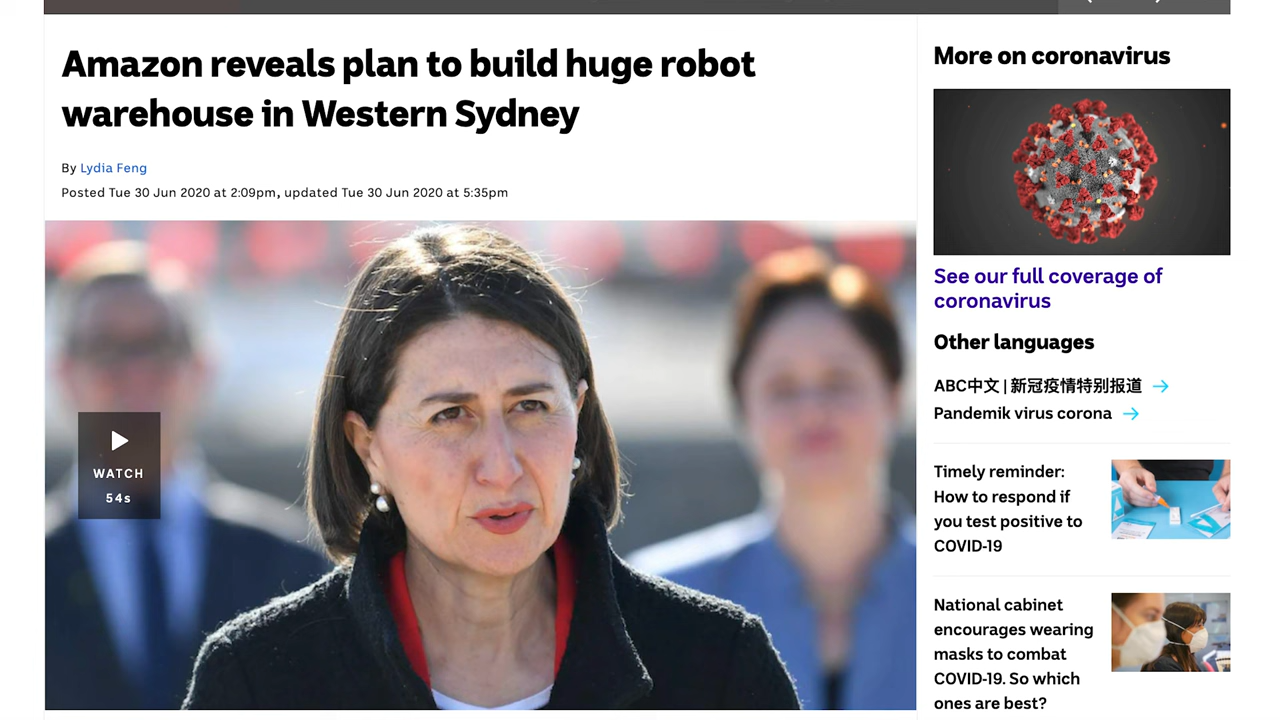 Amazon reveals plan to build huge robot
warehouse in Western Sydney
By Lydia Feng
Posted Tue 30 Jun 2020 at 2:09pm, updated Tue 30 Jun 2020 at 5:35pm
WATCH
54s
More on coronavirus
See our full coverage of
coronavirus
Other languages
ABC中文 | 新冠疫情特别报道 →
Pandemik virus corona →
Timely reminder:
How to respond if
you test positive to
COVID-19
National cabinet
encourages wearing
masks to combat
COVID-19. So which
ones are best?